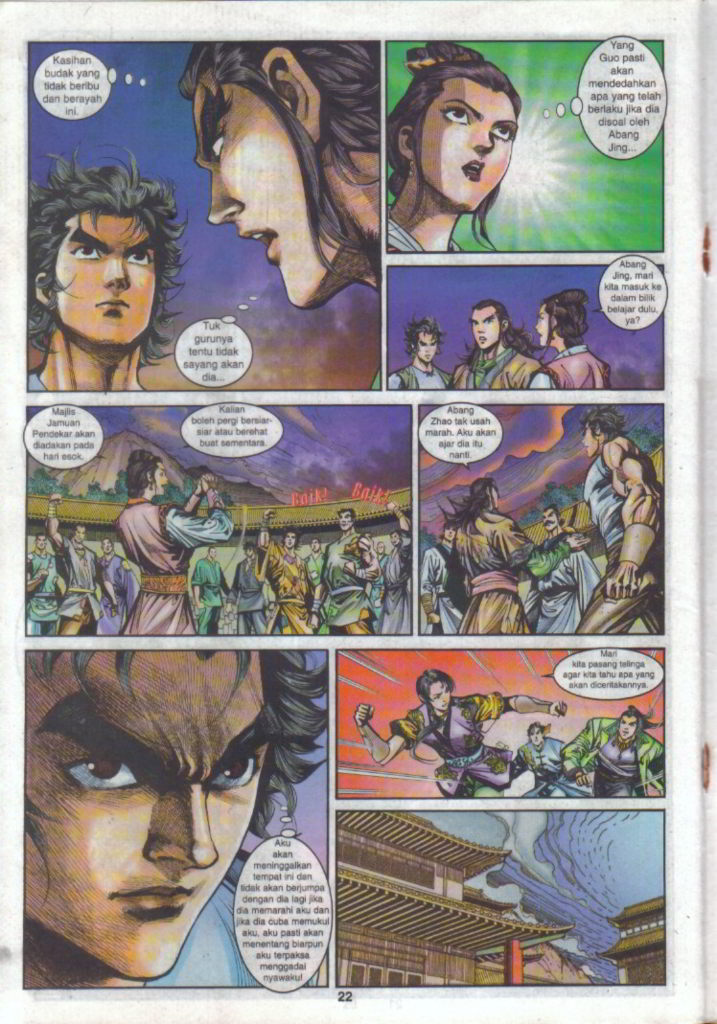 Kasihan
budak yang
tidak beribu
dan berayah
ini.
Tuk
gurunya
tentu tidak
sayang akan
dia...
Yang
Guo pasti
akan
mendedahkan
apa yang telah
berlaku jika dia
disoal oleh
Abang
Jing...
Abang
Jing, mari
kita masuk ke
dalam bilik
belajar dulu,
ya?
Majlis
Jamuan
Pendekar akan
diadakan pada
hari esok.
Kalian
boleh pergi bersiar-
siar atau berehat
buat sementara.
Baik!
Baik!
Abang
Zhao tak usah
marah. Aku akan
ajar dia itu
nanti.
Aku
akan
meninggalkan
tempat ini dan
tidak akan berjumpa
dengan dia lagi jika
dia memarahi aku dan
jika dia cuba memukul
aku, aku pasti akan
menentang biarpun
aku terpaksa
menggadai
nyawaku!
Mari
kita pasang telinga
agar kita tahu apa yang
akan diceritakannya.
22